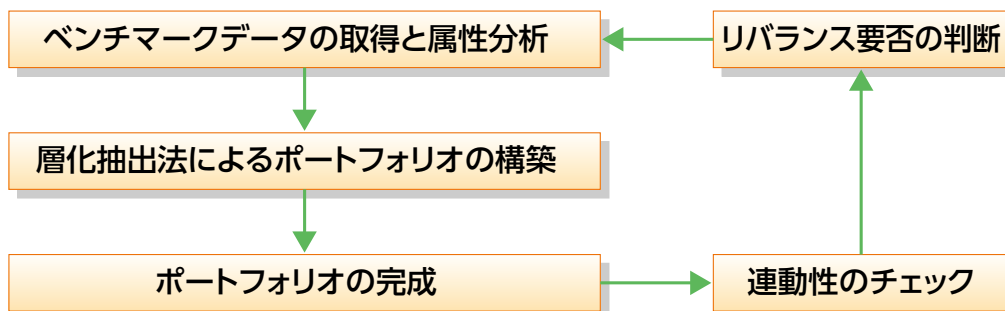 ベンチマークデータの取得と属性分析
リバランス要否の判断
層化抽出法によるポートフォリオの構築
ポートフォリオの完成
連動性のチェック